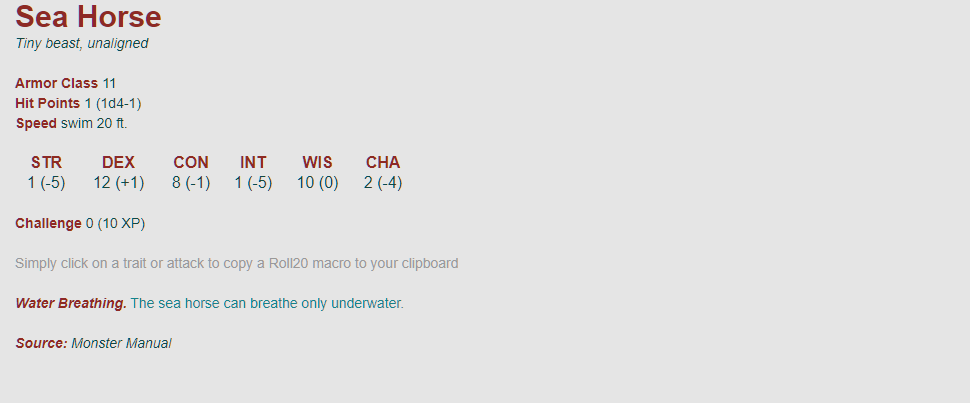 Sea Horse
Tiny beast, unaligned
Armor Class 11
Hit Points 1 (1d4-1)
Speed swim 20 ft.
STR DEX CON INT WIS CHA
1 (-5) 12 (+1) 8 (-1) 1 (-5) 10 (0) 2 (-4)
Challenge 0 (10 XP)
Simply click on a trait or attack to copy a Roll20 macro to your clipboard
Water Breathing. The sea horse can breathe only underwater.
Source: Monster Manual